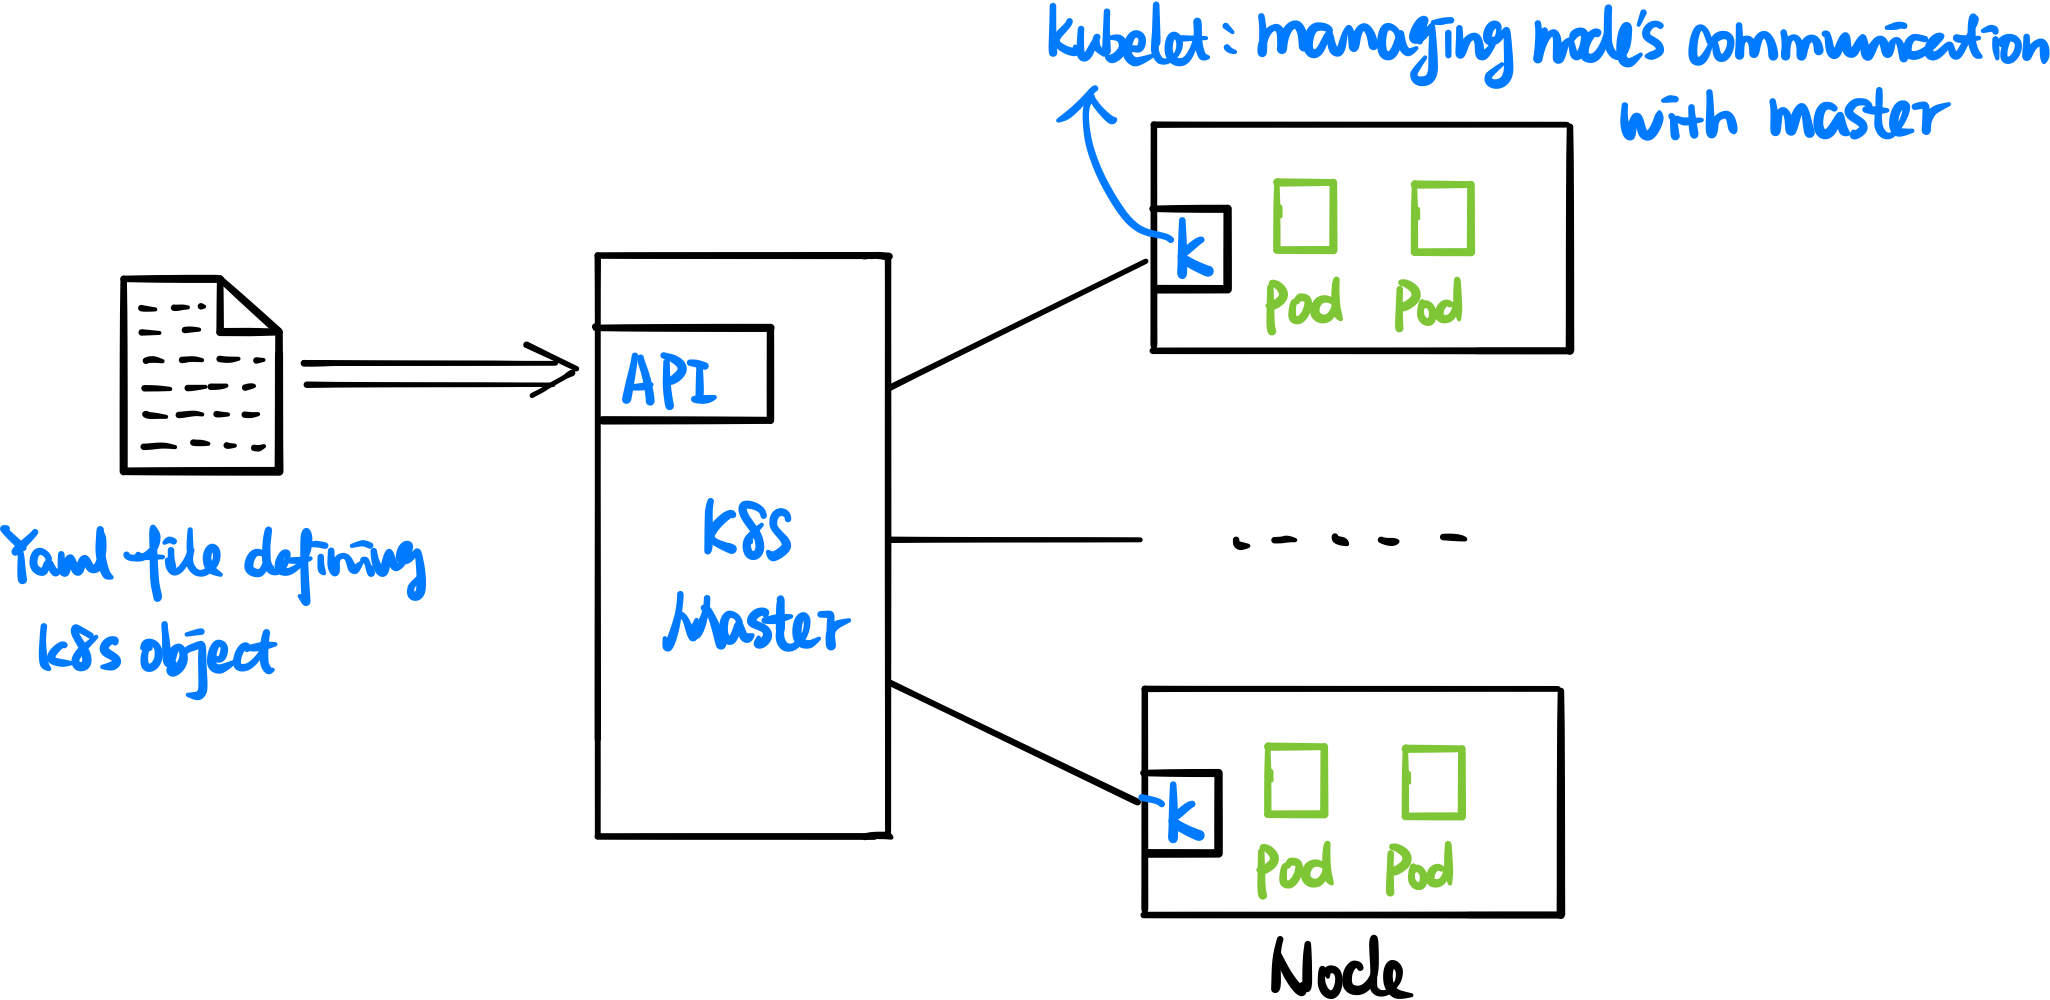 kubelet: managing node's communication
with master
k
Pod Pod
API
Yaml file defining
k8s object
K8s
Master
k
Pod Pod
Node